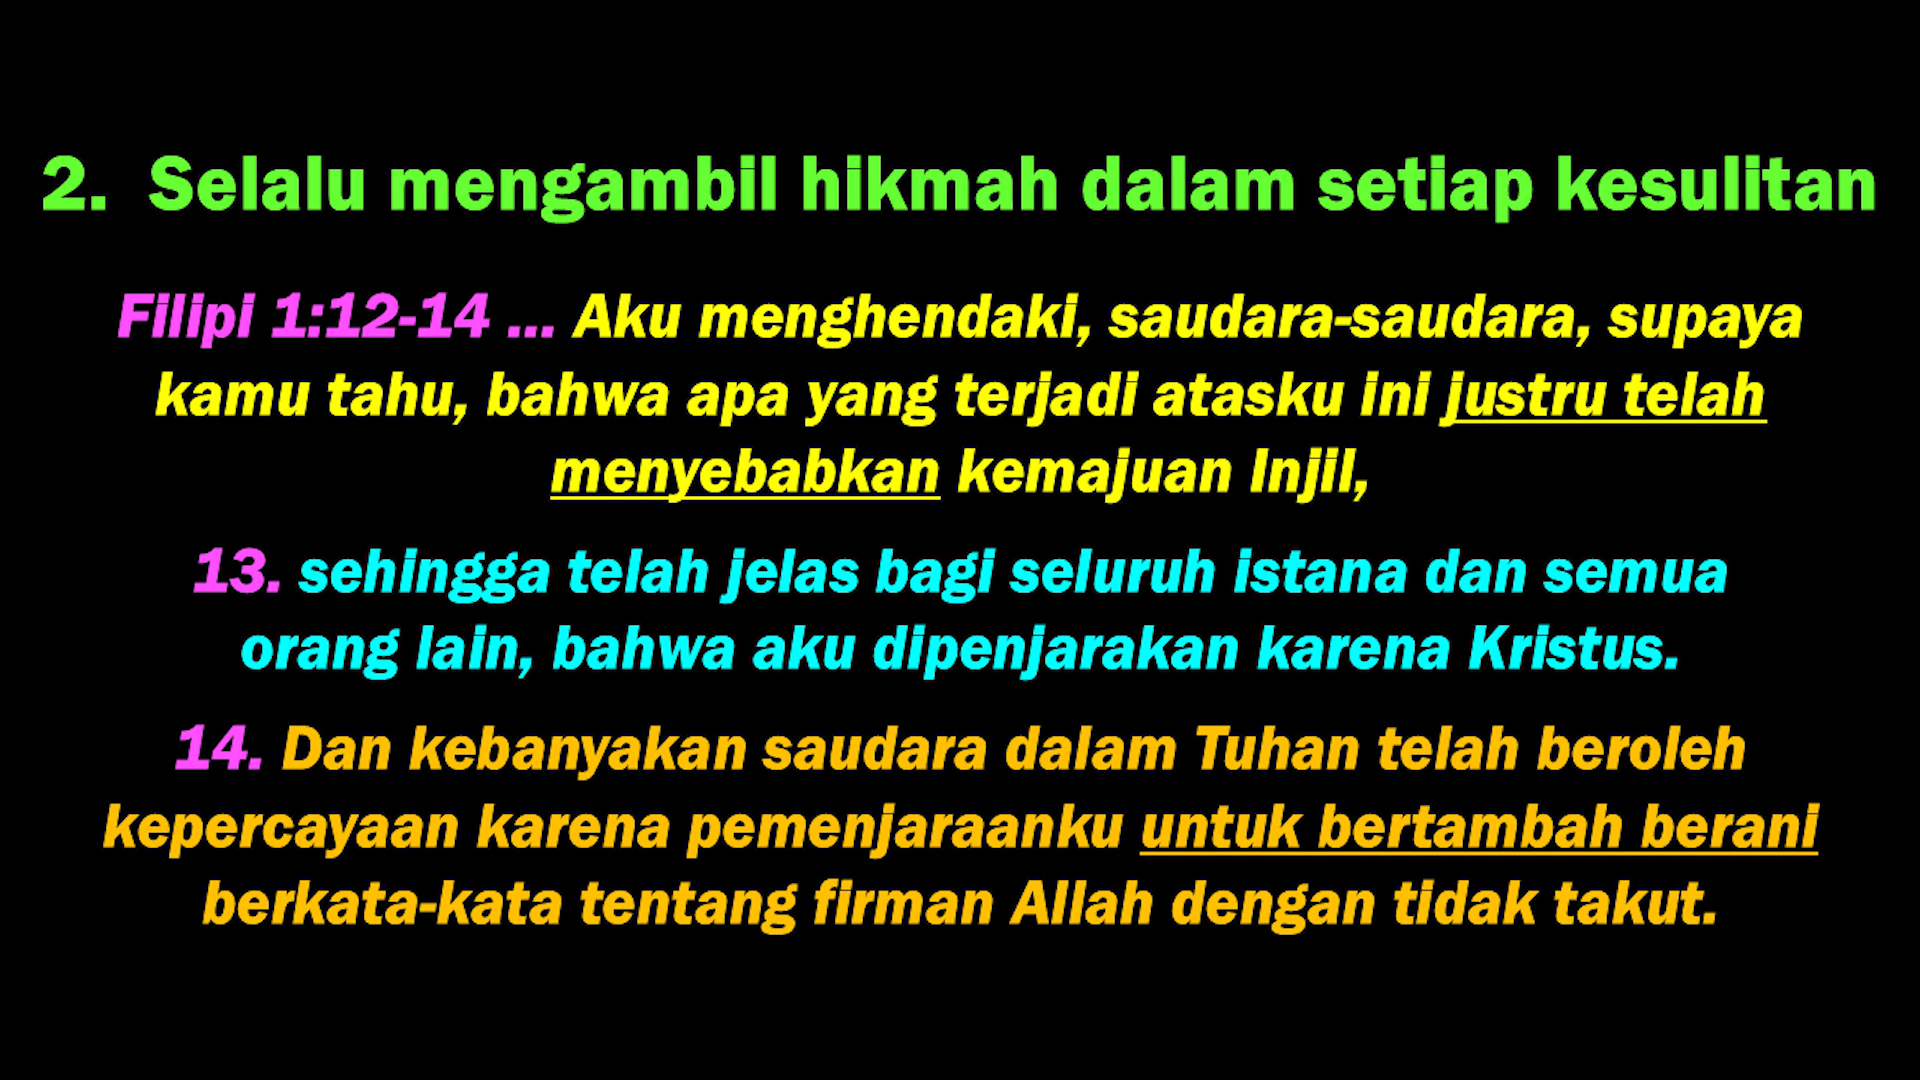 2. Selalu mengambil hikmah dalam setiap kesulitan
Filipi 1:12-14 ... Aku menghendaki, saudara-saudara, supaya
kamu tahu, bahwa apa yang terjadi atasku ini justru telah
menyebabkan kemajuan Injil,
13. sehingga telah jelas bagi seluruh istana dan semua
orang lain, bahwa aku dipenjarakan karena Kristus.
14. Dan kebanyakan saudara dalam Tuhan telah beroleh
kepercayaan karena pemenjaraanku untuk bertambah berani
berkata-kata tentang firman Allah dengan tidak takut.